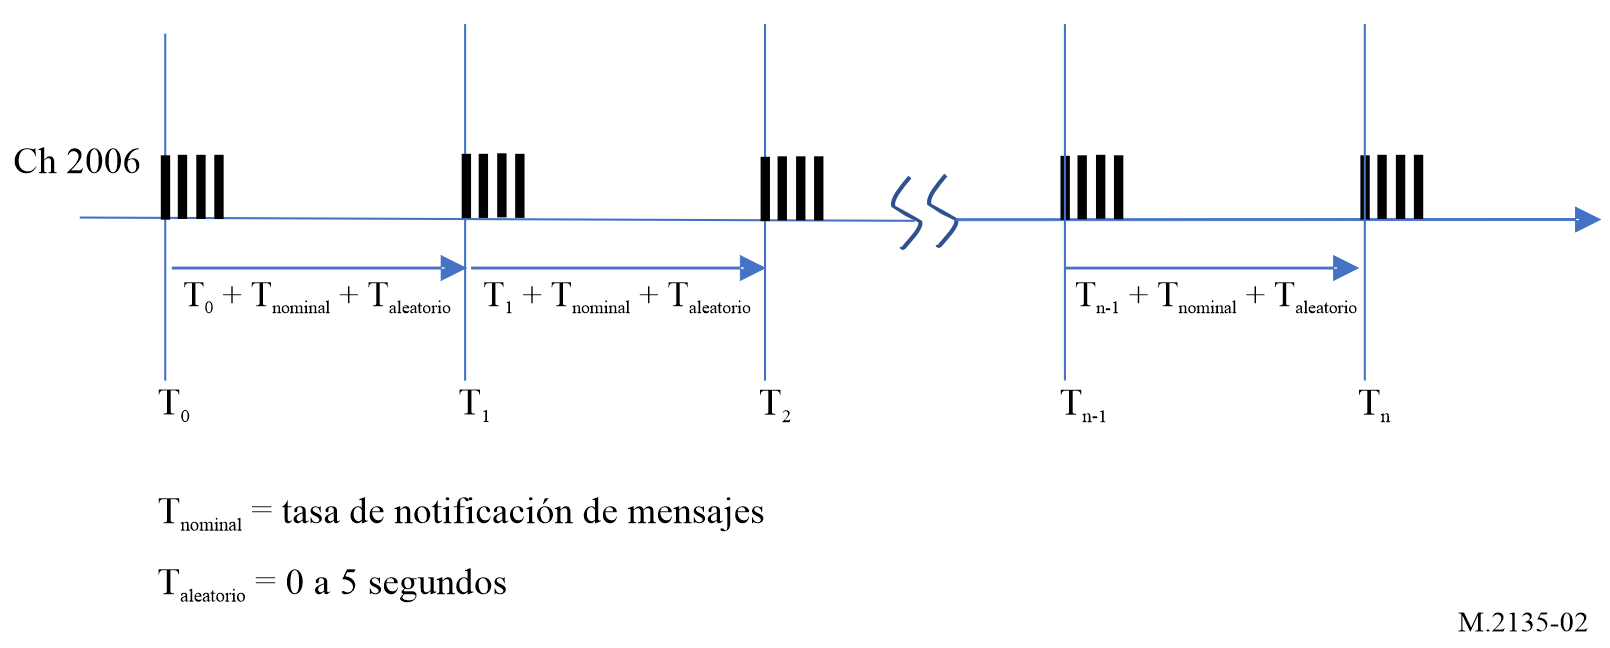 Ch 2006
T0 + Tnominal + Taleatorio
T1 + Tnominal + Taleatorio
Tn-1 + Tnominal + Taleatorio
T0
T1
T2
Tn-1
Tn
Tnominal = tasa de notificación de mensajes
Taleatorio = 0 a 5 segundos
M.2135-02